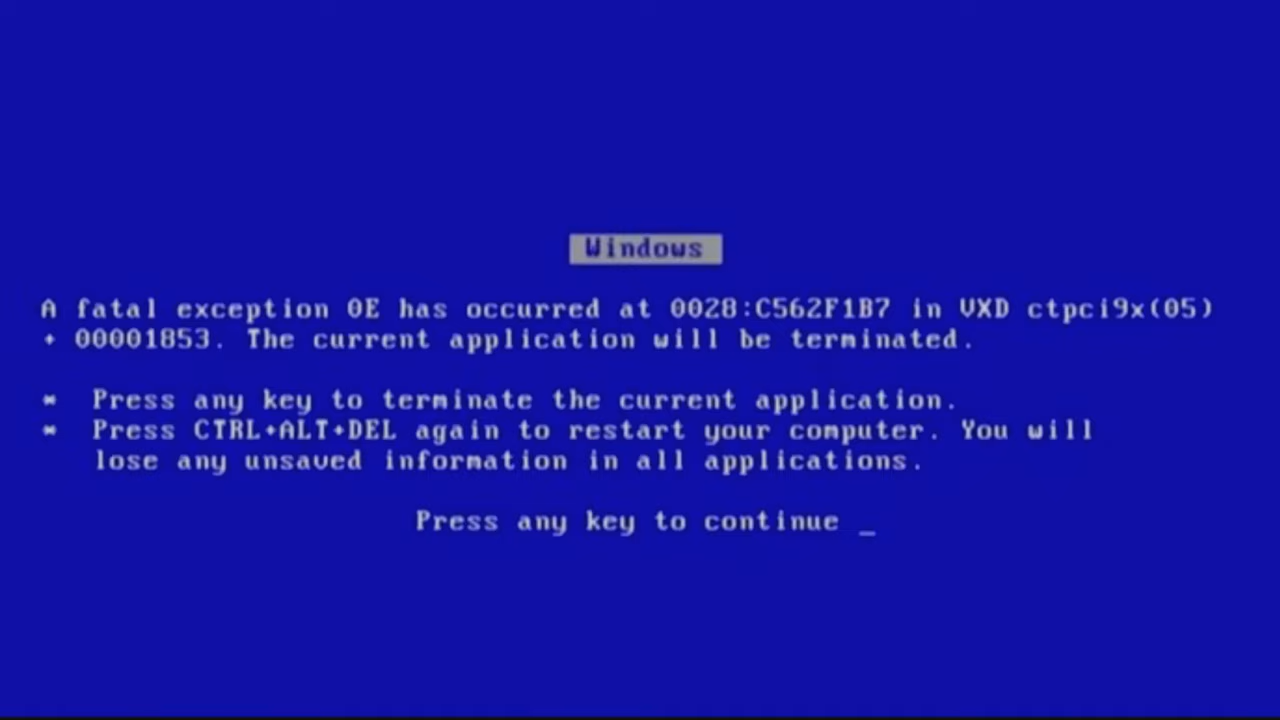 Windows
A fatal exception 0E has occurred at 0028:C562F1B7 in VXD ctpci9x(05)
+ 00001853. The current application will be terminated.
*  Press any key to terminate the current application.
*  Press CTRL+ALT+DEL again to restart your computer. You will
lose any unsaved information in all applications.
Press any key to continue _